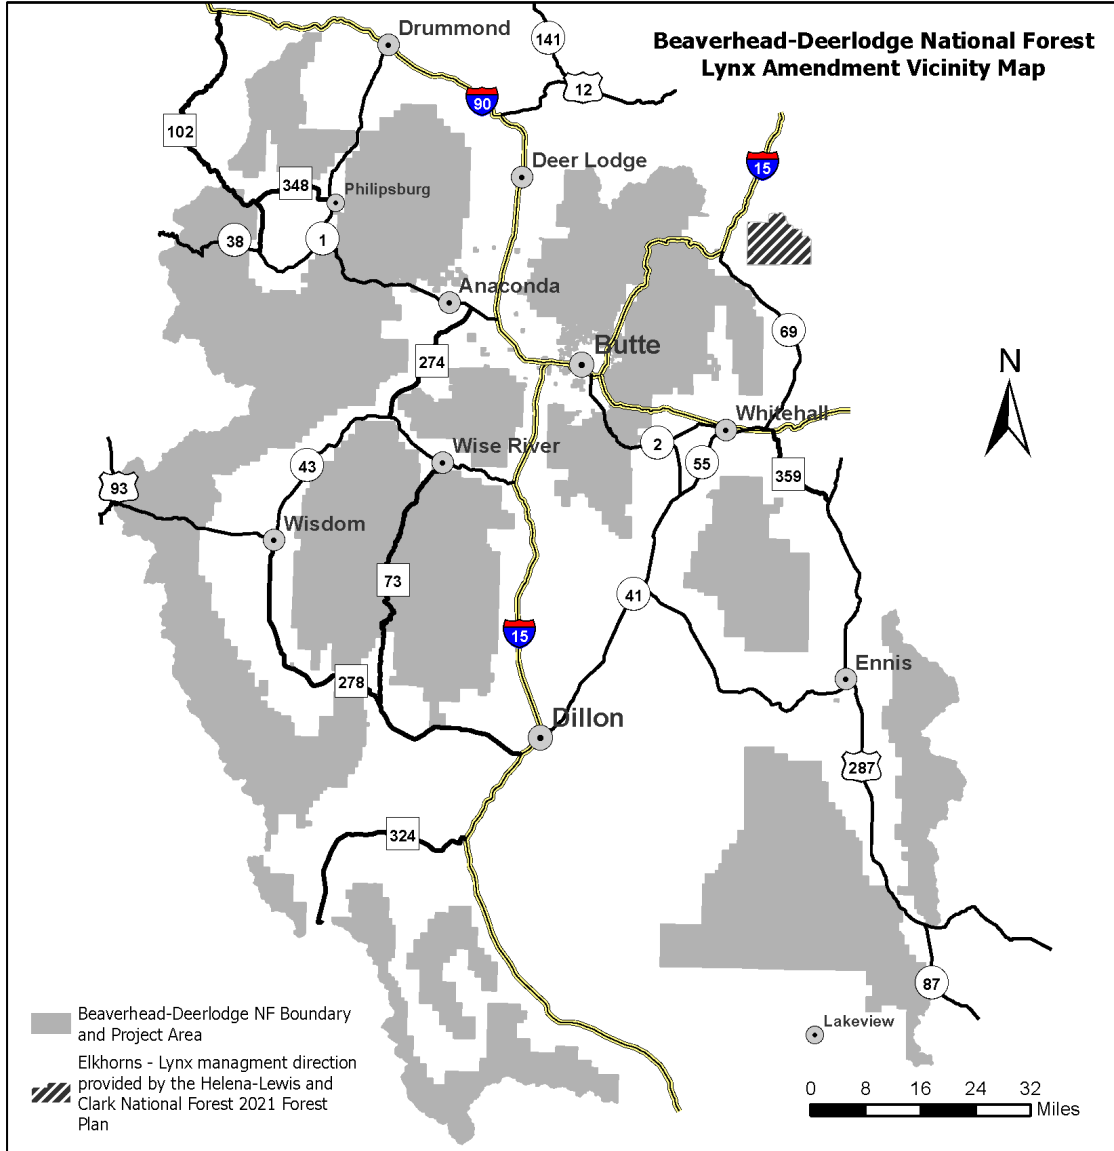 Beaverhead-Deerlodge National Forest
Lynx Amendment Vicinity Map
Drummond
141
12
90
102
Deer Lodge
15
348
Philipsburg
38
1
Anaconda
69
Butte
274
N
Whitehall
2
Wise River
43
55
359
93
Wisdom
73
41
15
Ennis
278
Dillon
287
324
87
Lakeview
Beaverhead-Deerlodge NF Boundary
and Project Area
Elkhorns - Lynx managment direction
provided by the Helena-Lewis and
Clark National Forest 2021 Forest
Plan
0 8 16 24 32
Miles